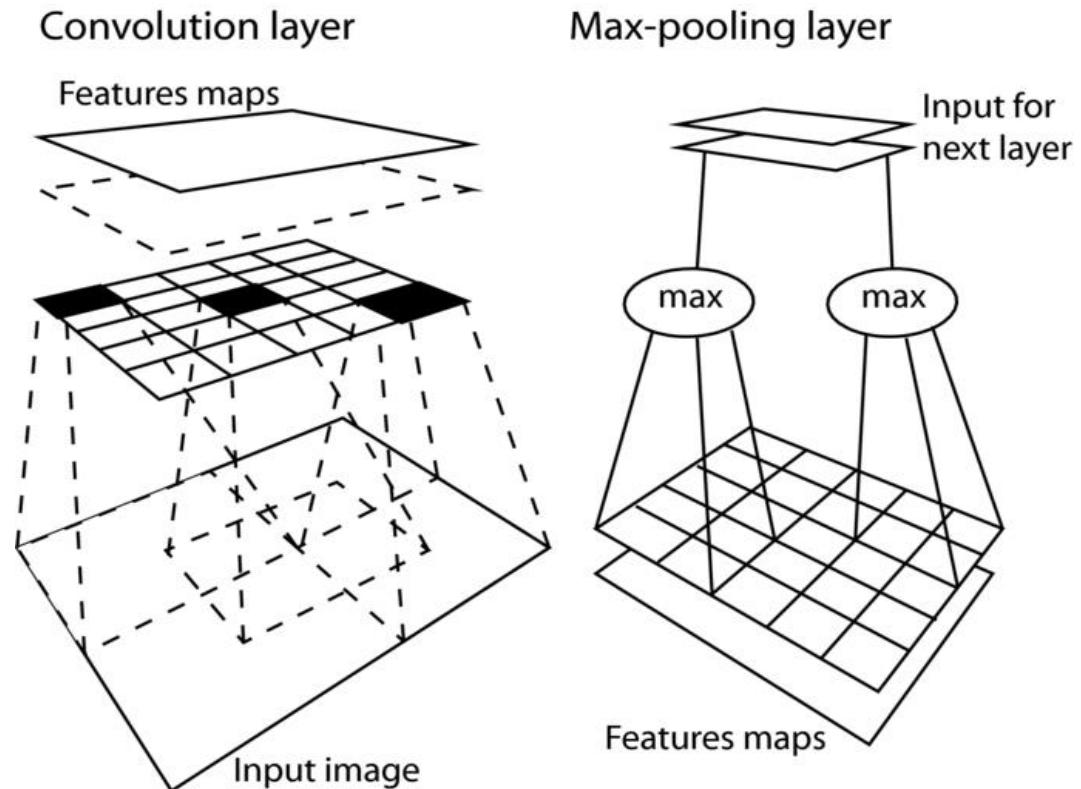 Convolution layer
Max-pooling layer
Features maps
Input for
next layer
max
max
Features maps
Input image